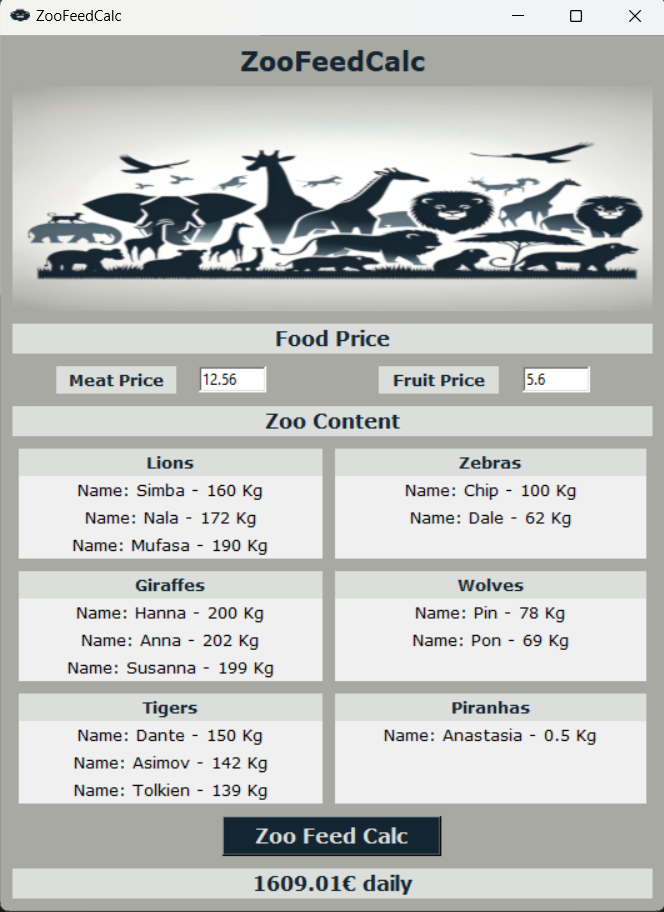 ZooFeedCalc
ZooFeedCalc
Food Price
Meat Price 12.56 Fruit Price 5.6
Zoo Content
Lions
Name: Simba - 160 Kg
Name: Nala - 172 Kg
Name: Mufasa - 190 Kg
Zebras
Name: Chip - 100 Kg
Name: Dale - 62 Kg
Giraffes
Name: Hanna - 200 Kg
Name: Anna - 202 Kg
Name: Susanna - 199 Kg
Wolves
Name: Pin - 78 Kg
Name: Pon - 69 Kg
Tigers
Name: Dante - 150 Kg
Name: Asimov - 142 Kg
Name: Tolkien - 139 Kg
Piranhas
Name: Anastasia - 0.5 Kg
Zoo Feed Calc
1609.01€ daily